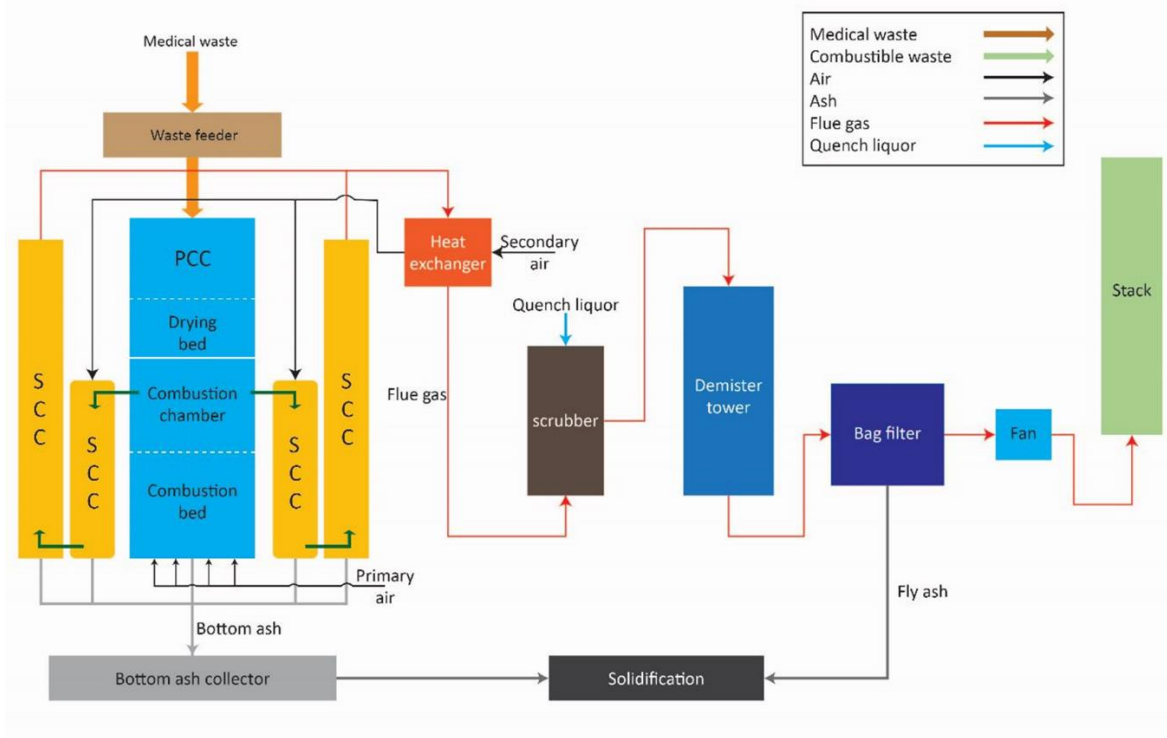 Medical waste
Waste feeder
Medical waste
Combustible waste
Air
Ash
Flue gas
Quench liquor
PCC
Drying
bed
Combustion
chamber
Combustion
bed
S
C
C
S
C
C
S
C
C
S
C
C
Heat
exchanger
Secondary
air
Primary
air
Flue gas
Quench liquor
scrubber
Demister
tower
Bag filter
Fan
Stack
Bottom ash
Fly ash
Bottom ash collector
Solidification